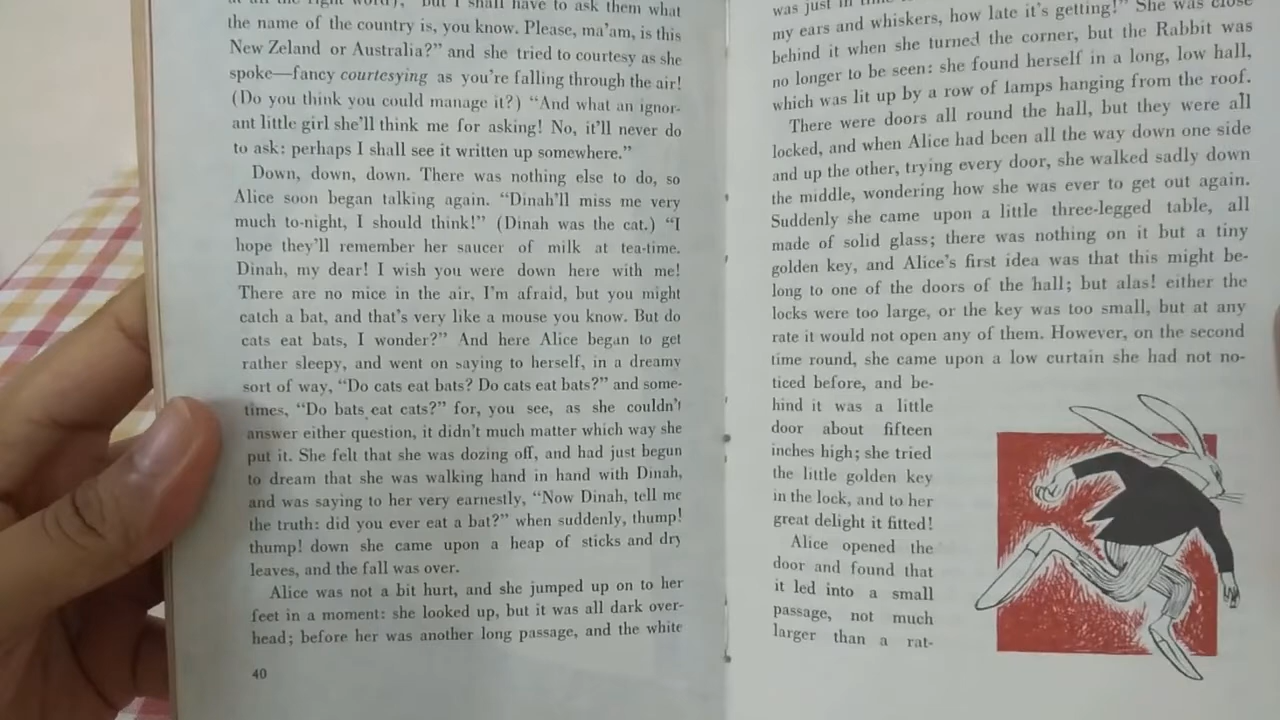 at all the right word), "but I shall have to ask them what
the name of the country is, you know. Please, ma'am, is this
New Zeland or Australia?" and she tried to courtesy as she
spoke—fancy courtesying as you're falling through the air!
(Do you think you could manage it?) "And what an ignor-
ant little girl she'll think me for asking! No, it'll never do
to ask: perhaps I shall see it written up somewhere."
Down, down, down. There was nothing else to do, so
Alice soon began talking again. "Dinah'll miss me very
much to-night, I should think!" (Dinah was the cat.) "I
hope they'll remember her saucer of milk at tea-time.
Dinah, my dear! I wish you were down here with me!
There are no mice in the air, I'm afraid, but you might
catch a bat, and that's very like a mouse you know. But do
cats eat bats, I wonder?" And here Alice began to get
rather sleepy, and went on saying to herself, in a dreamy
sort of way, "Do cats eat bats? Do cats eat bats?" and some-
times, "Do bats eat cats?" for, you see, as she couldn't
answer either question, it didn't much matter which way she
put it. She felt that she was dozing off, and had just begun
to dream that she was walking hand in hand with Dinah,
and was saying to her very earnestly, "Now Dinah, tell me
the truth: did you ever eat a bat?" when suddenly, thump!
thump! down she came upon a heap of sticks and dry
leaves, and the fall was over.
Alice was not a bit hurt, and she jumped up on to her
feet in a moment: she looked up, but it was all dark over-
head; before her was another long passage, and the white
40
was just in time
my ears and whiskers, how late it's getting!" She was close
behind it when she turned the corner, but the Rabbit was
no longer to be seen: she found herself in a long, low hall,
which was lit up by a row of lamps hanging from the roof.
There were doors all round the hall, but they were all
locked, and when Alice had been all the way down one side
and up the other, trying every door, she walked sadly down
the middle, wondering how she was ever to get out again.
Suddenly she came upon a little three-legged table, all
made of solid glass; there was nothing on it but a tiny
golden key, and Alice's first idea was that this might be-
long to one of the doors of the hall; but alas! either the
locks were too large, or the key was too small, but at any
rate it would not open any of them. However, on the second
time round, she came upon a low curtain she had not no-
ticed before, and be-
hind it was a little
door about fifteen
inches high; she tried
the little golden key
in the lock, and to her
great delight it fitted!
Alice opened the
door and found that
it led into a small
passage, not much
larger than a rat-